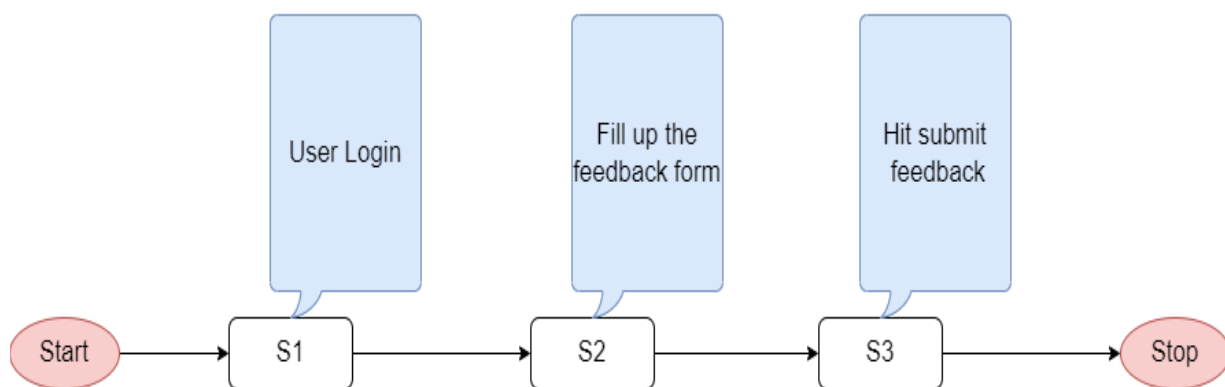 User Login
Fill up the
feedback form
Hit submit
feedback
Start
S1
S2
S3
Stop